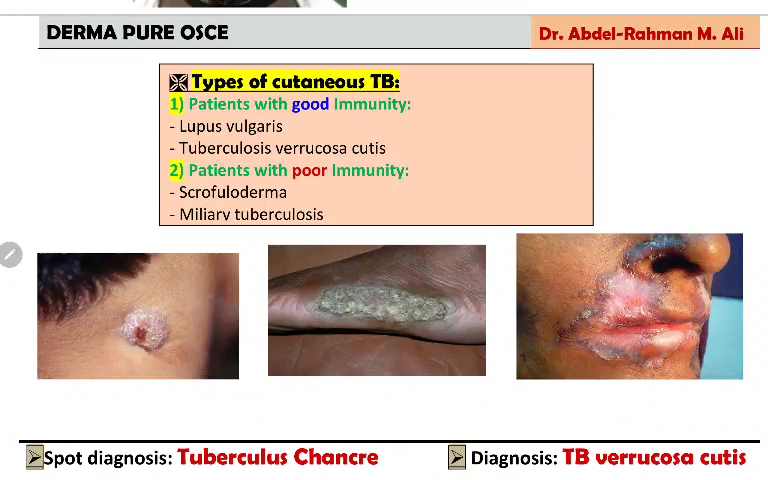 DERMA PURE OSCE
Dr. Abdel-Rahman M. Ali
Types of cutaneous TB:
1) Patients with good Immunity:
- Lupus vulgaris
- Tuberculosis verrucosa cutis
2) Patients with poor Immunity:
- Scrofuloderma
- Miliary tuberculosis
Spot diagnosis: Tuberculus Chancre
Diagnosis: TB verrucosa cutis